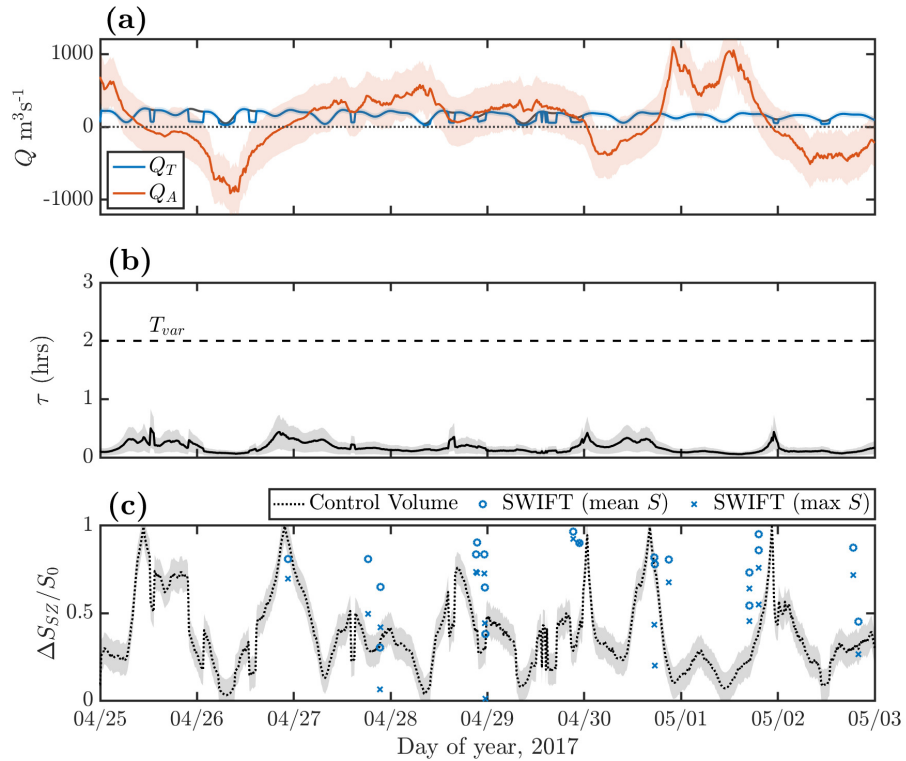 (a)
1000
0
-1000
Q m³s⁻¹
Q_T
Q_A
(b)
3
2
1
0
τ (hrs)
T_var
(c)
Control Volume SWIFT (mean S) SWIFT (max S)
1
0.5
0
ΔS_SZ/S_0
04/25 04/26 04/27 04/28 04/29 04/30 05/01 05/02 05/03
Day of year, 2017